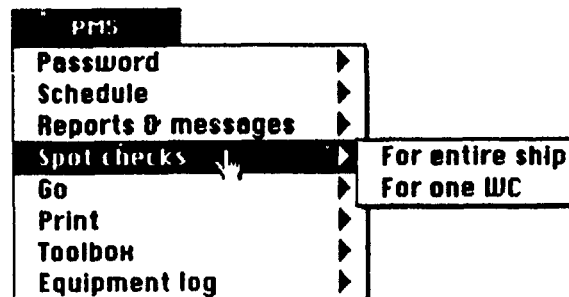 PMS
Password
Schedule
Reports & messages
Spot checks
For entire ship
For one WC
Go
Print
Toolbox
Equipment log